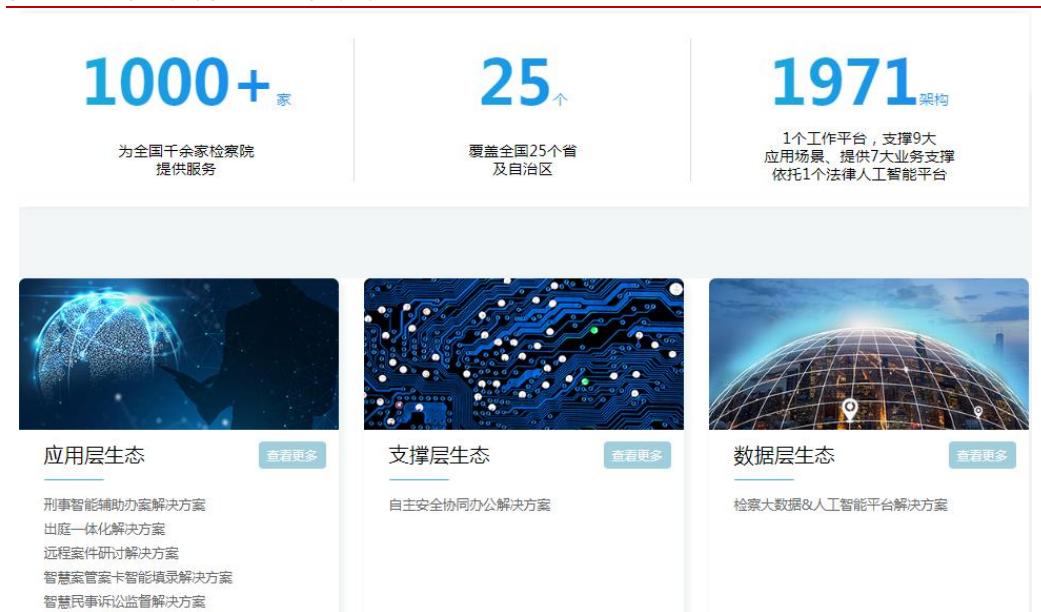 1000+家
为全国千余家检察院
提供服务
25个
覆盖全国25个省
及自治区
1971架构
1个工作平台，支撑9大
应用场景、提供7大业务支撑
依托1个法律人工智能平台
应用层生态
查看更多
刑事智能辅助办案解决方案
出庭一体化解决方案
远程案件研讨解决方案
智慧案管案卡智能填录解决方案
智慧民事诉讼监督解决方案
支撑层生态
查看更多
自主安全协同办公解决方案
数据层生态
查看更多
检察大数据&人工智能平台解决方案